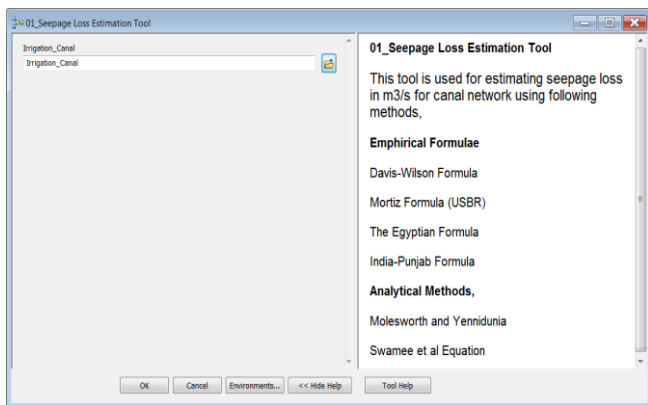 01_Seepage Loss Estimation Tool
Irrigation_Canal
Irrigation_Canal
01_Seepage Loss Estimation Tool
This tool is used for estimating seepage loss
in m3/s for canal network using following
methods,
Emphirical Formulae
Davis-Wilson Formula
Mortiz Formula (USBR)
The Egyptian Formula
India-Punjab Formula
Analytical Methods,
Molesworth and Yennidunia
Swamee et al Equation
OK
Cancel
Environments...
<< Hide Help
Tool Help